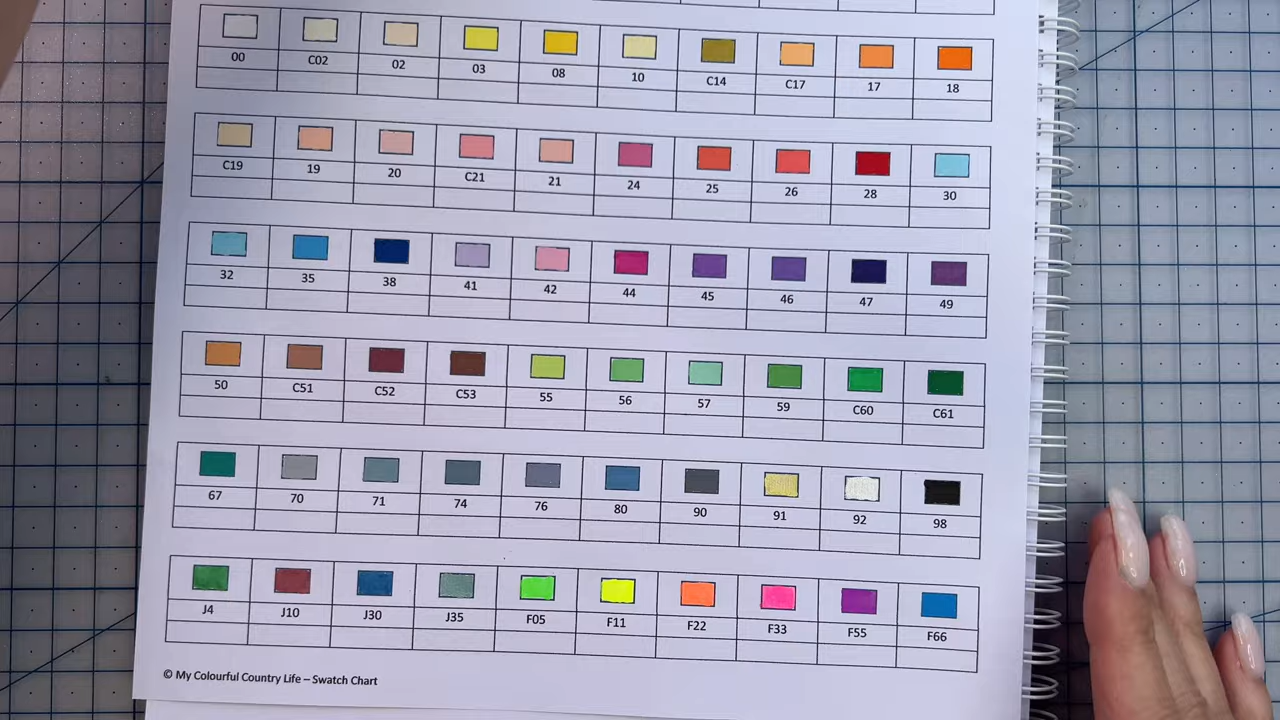 00 C02 02 03 08 10 C14 C17 17 18
C19 19 20 C21 21 24 25 26 28 30
32 35 38 41 42 44 45 46 47 49
50 C51 C52 C53 55 56 57 59 C60 C61
67 70 71 74 76 80 90 91 92 98
J4 J10 J30 J35 F05 F11 F22 F33 F55 F66
© My Colourful Country Life – Swatch Chart